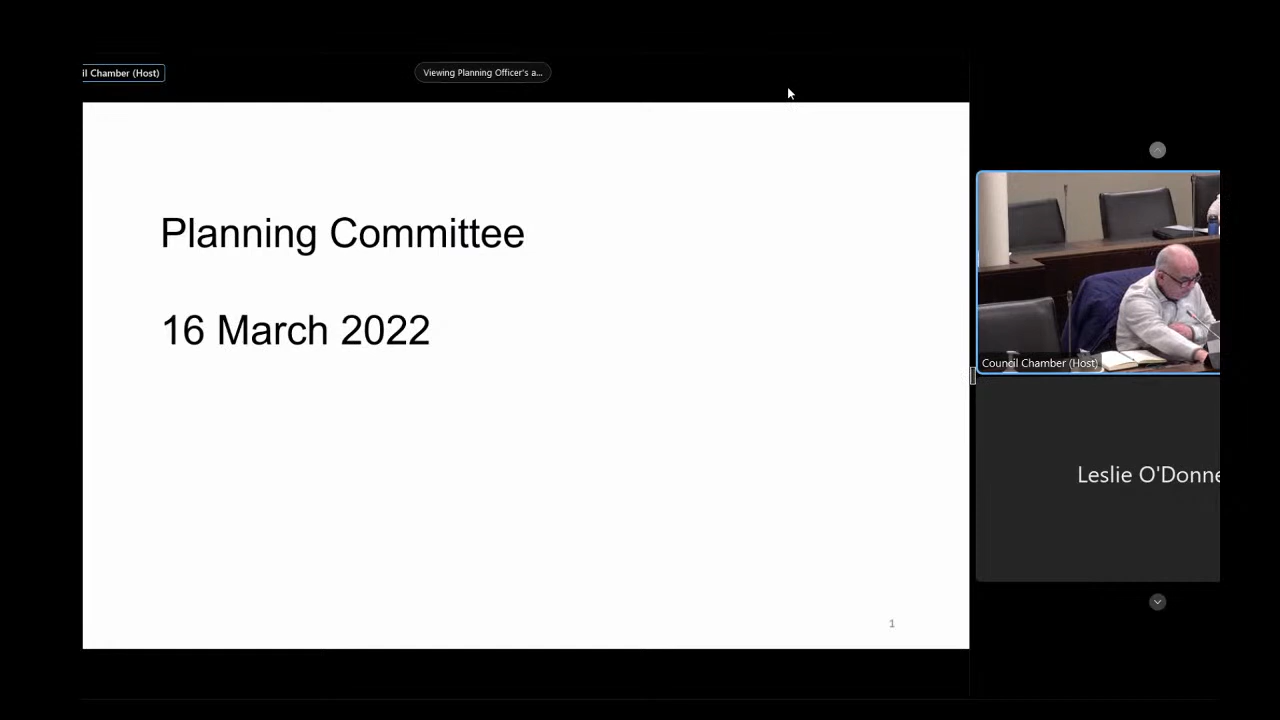 il Chamber (Host)
Viewing Planning Officer's a...
Planning Committee
16 March 2022
1
Council Chamber (Host)
Leslie O'Donne